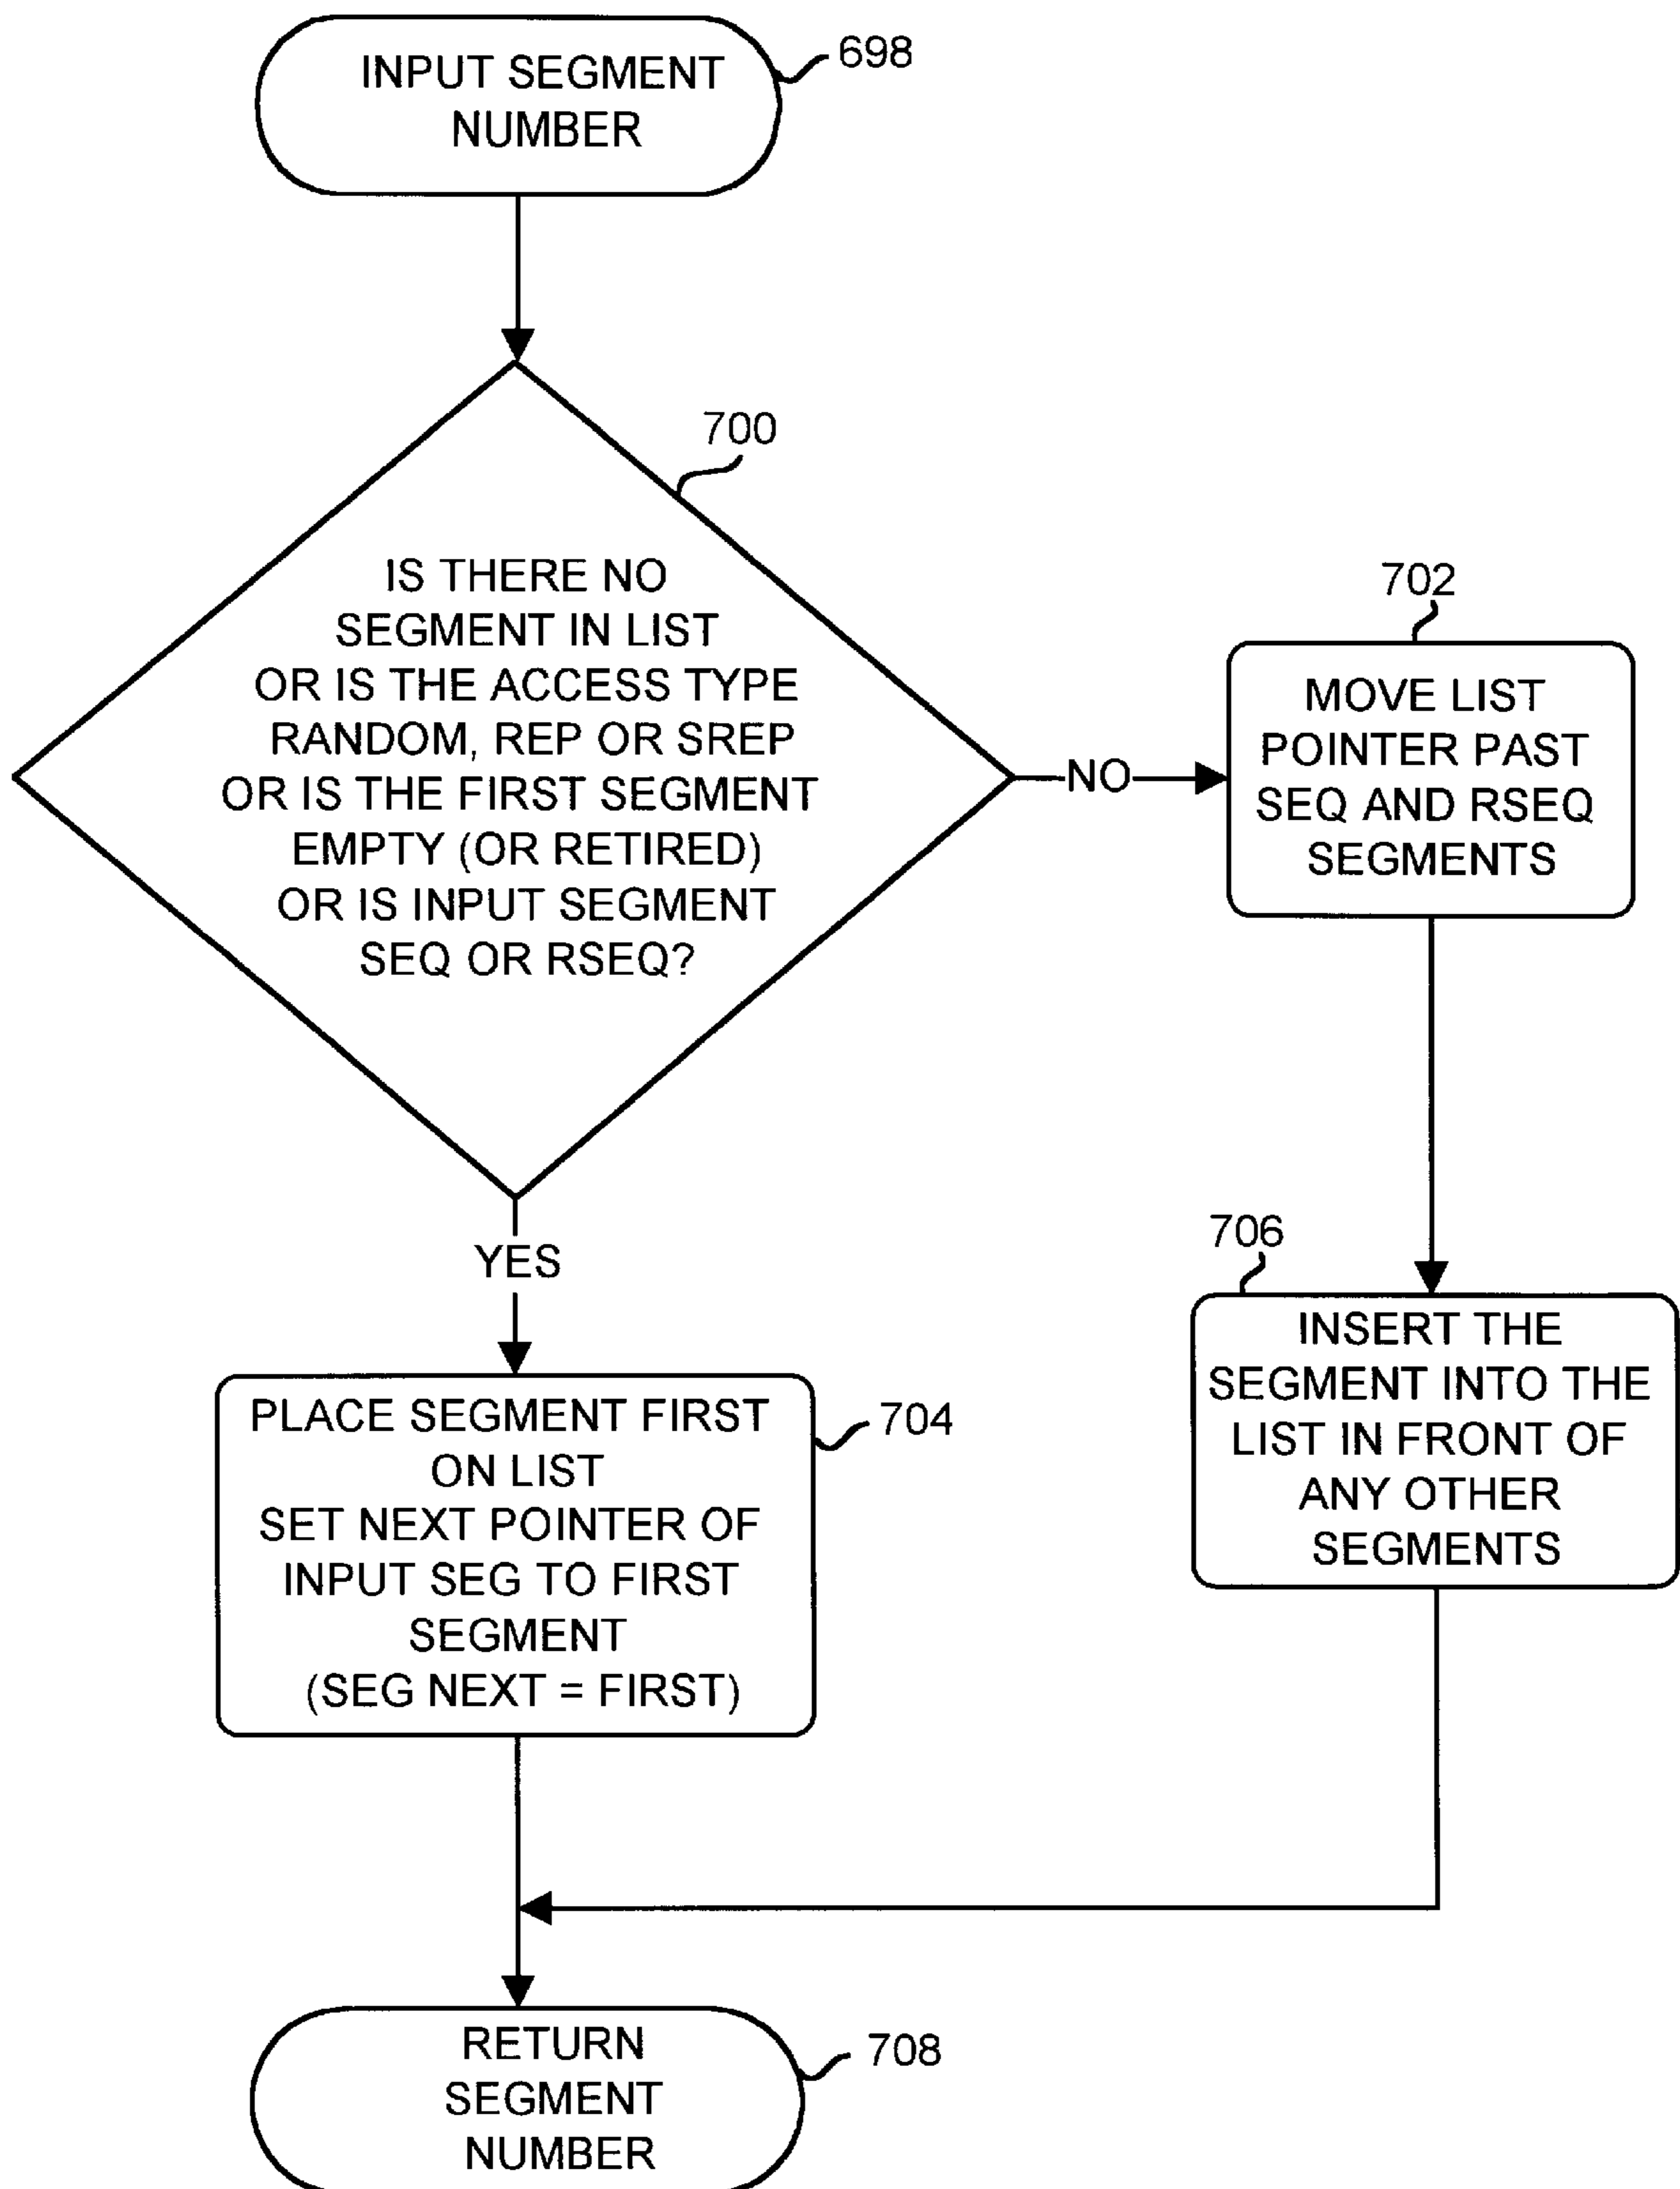 INPUT SEGMENT
NUMBER
698
700
IS THERE NO
SEGMENT IN LIST
OR IS THE ACCESS TYPE
RANDOM, REP OR SREP
OR IS THE FIRST SEGMENT
EMPTY (OR RETIRED)
OR IS INPUT SEGMENT
SEQ OR RSEQ?
NO
702
MOVE LIST
POINTER PAST
SEQ AND RSEQ
SEGMENTS
YES
704
PLACE SEGMENT FIRST
ON LIST
SET NEXT POINTER OF
INPUT SEG TO FIRST
SEGMENT
(SEG NEXT = FIRST)
706
INSERT THE
SEGMENT INTO THE
LIST IN FRONT OF
ANY OTHER
SEGMENTS
RETURN
SEGMENT
NUMBER
708